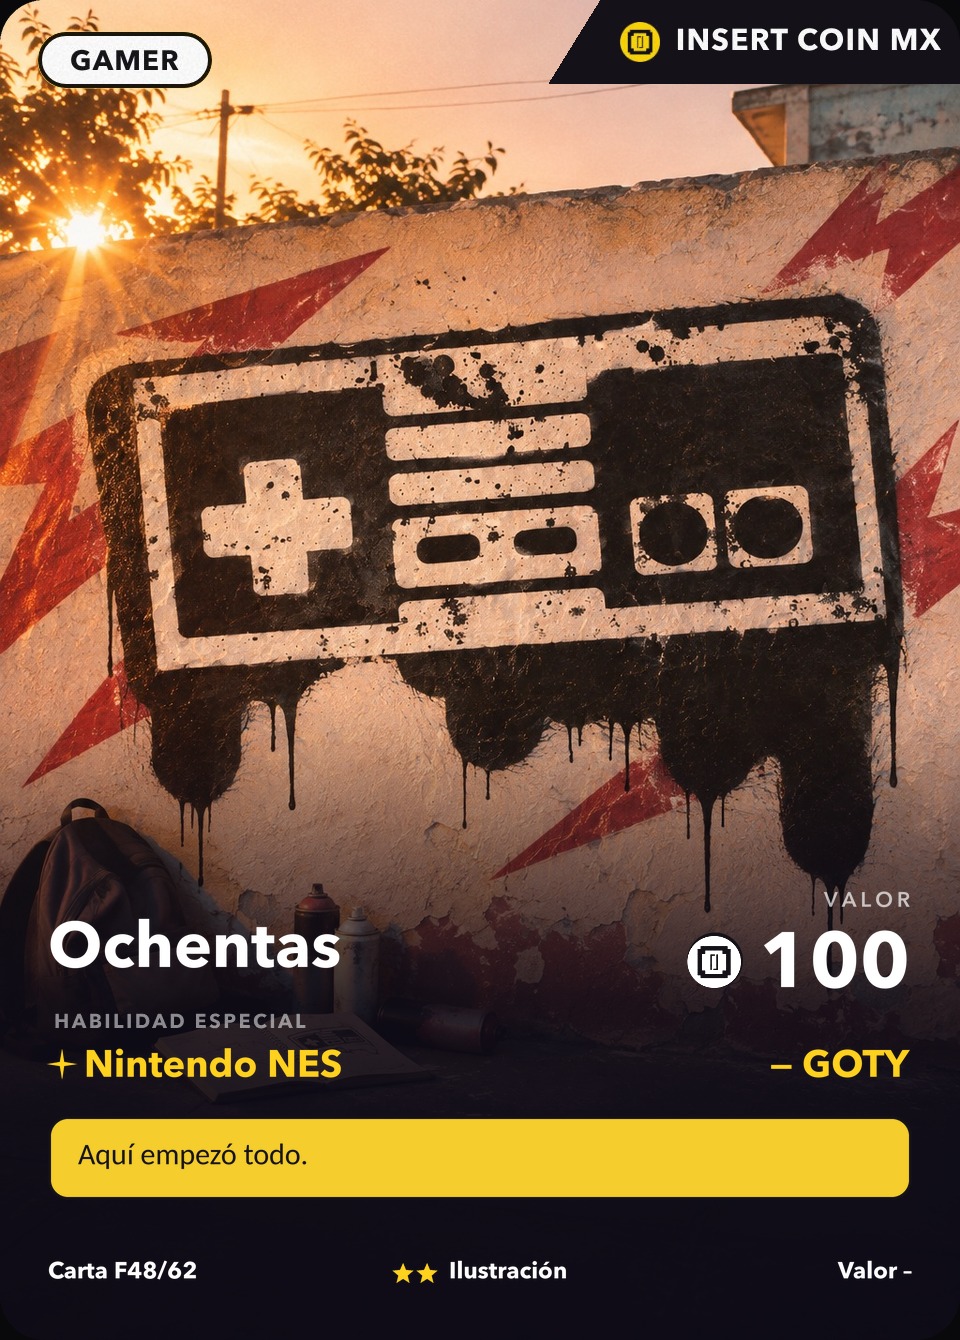 GAMER
INSERT COIN MX
VALOR
Ochentas
100
HABILIDAD ESPECIAL
Nintendo NES
– GOTY
Aquí empezó todo.
Carta F48/62
★★ Ilustración
Valor –